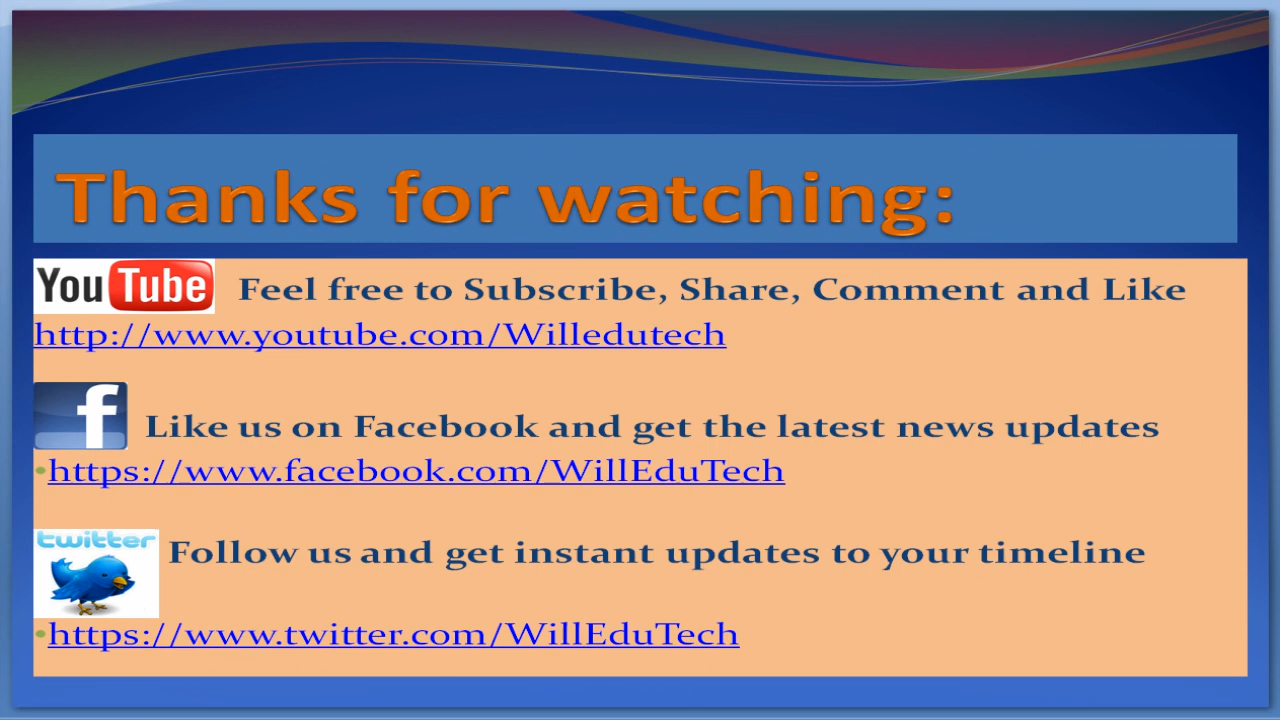 Thanks for watching:
YouTube Feel free to Subscribe, Share, Comment and Like
http://www.youtube.com/Willedutech
f Like us on Facebook and get the latest news updates
•https://www.facebook.com/WillEduTech
twitter Follow us and get instant updates to your timeline
•https://www.twitter.com/WillEduTech